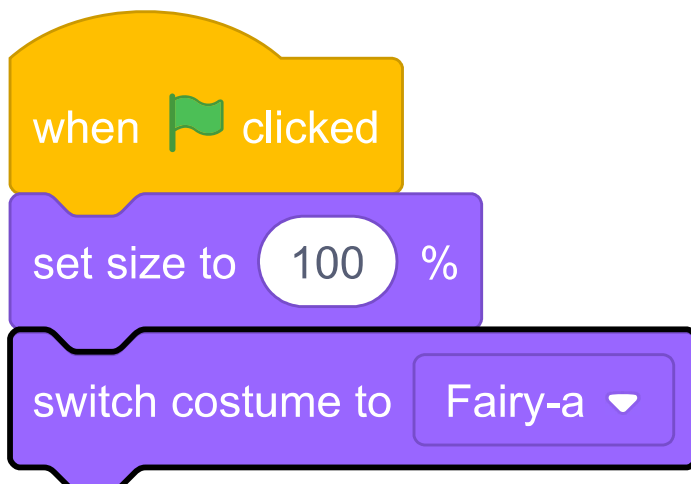 when clicked
set size to 100 %
switch costume to Fairy-a